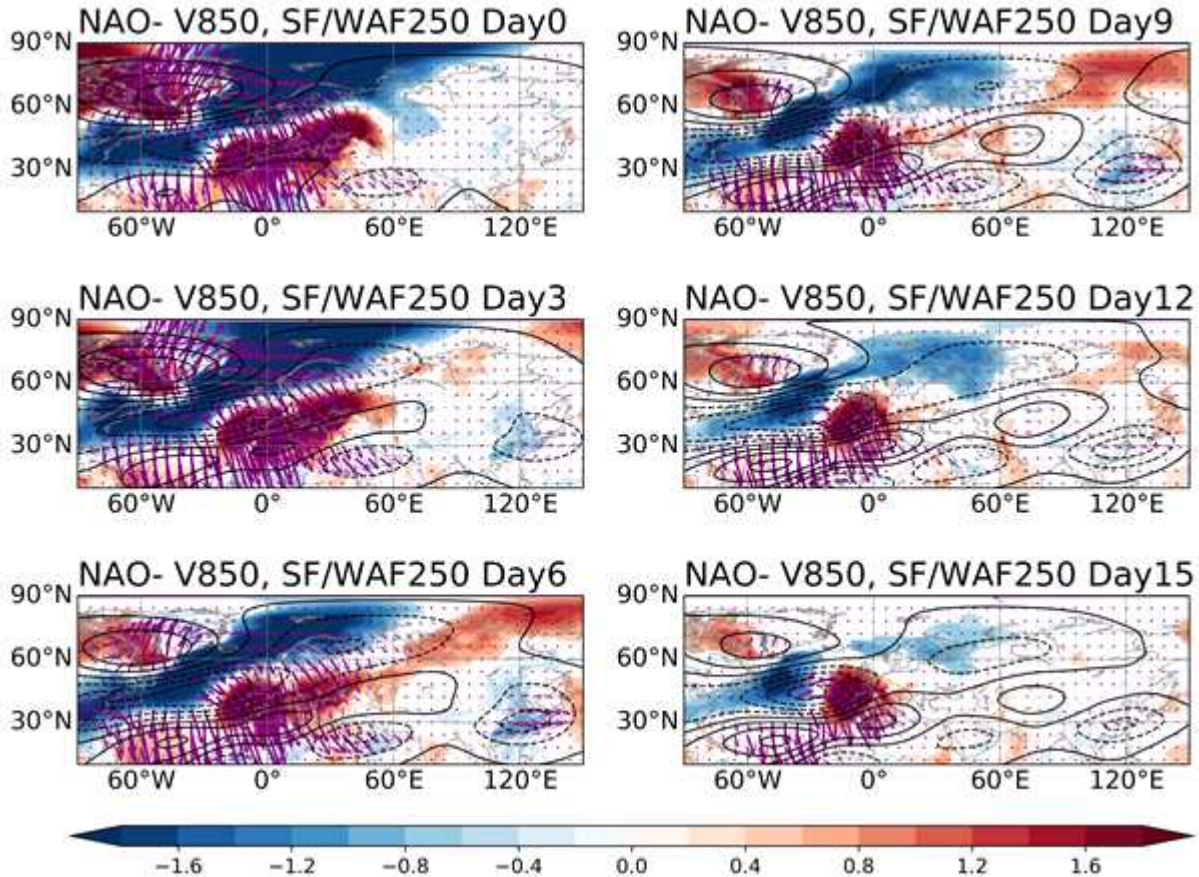 NAO- V850, SF/WAF250 Day0
90°N
60°N
30°N
60°W 0° 60°E 120°E
NAO- V850, SF/WAF250 Day9
90°N
60°N
30°N
60°W 0° 60°E 120°E
NAO- V850, SF/WAF250 Day3
90°N
60°N
30°N
60°W 0° 60°E 120°E
NAO- V850, SF/WAF250 Day12
90°N
60°N
30°N
60°W 0° 60°E 120°E
NAO- V850, SF/WAF250 Day6
90°N
60°N
30°N
60°W 0° 60°E 120°E
NAO- V850, SF/WAF250 Day15
90°N
60°N
30°N
60°W 0° 60°E 120°E
−1.6 −1.2 −0.8 −0.4 0.0 0.4 0.8 1.2 1.6